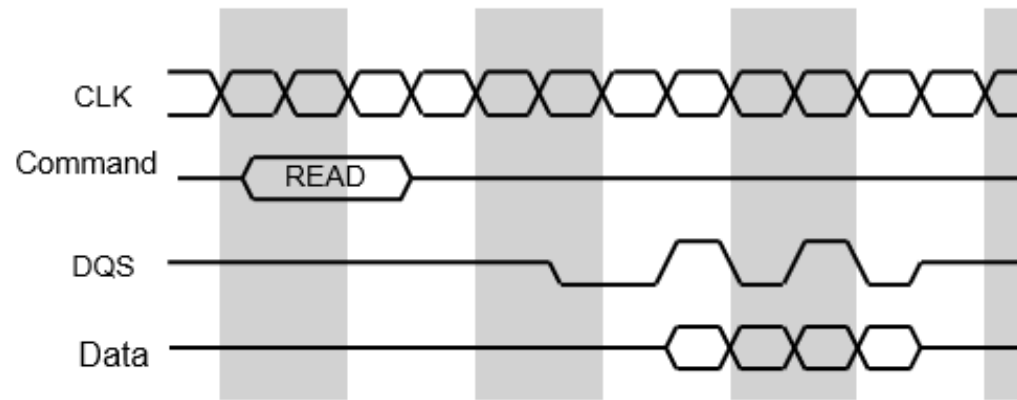 CLK
Command
READ
DQS
Data